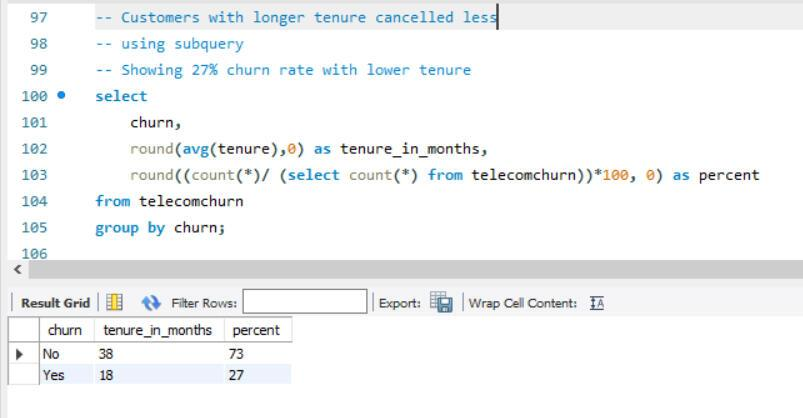 97 -- Customers with longer tenure cancelled less
98 -- using subquery
99 -- Showing 27% churn rate with lower tenure
100 select
101 churn,
102 round(avg(tenure),0) as tenure_in_months,
103 round((count(*)/ (select count(*) from telecomchurn))*100, 0) as percent
104 from telecomchurn
105 group by churn;
106
Result Grid Filter Rows: Export: Wrap Cell Content: IA
churn tenure_in_months percent
No 38 73
Yes 18 27